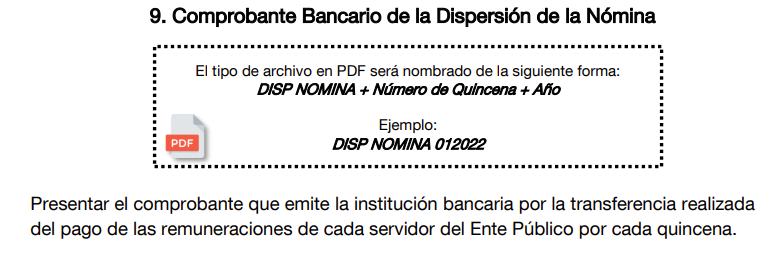 9. Comprobante Bancario de la Dispersión de la Nómina
El tipo de archivo en PDF será nombrado de la siguiente forma:
DISP NOMINA + Número de Quincena + Año
Ejemplo:
PDF
DISP NOMINA 012022
Presentar el comprobante que emite la institución bancaria por la transferencia realizada
del pago de las remuneraciones de cada servidor del Ente Público por cada quincena.